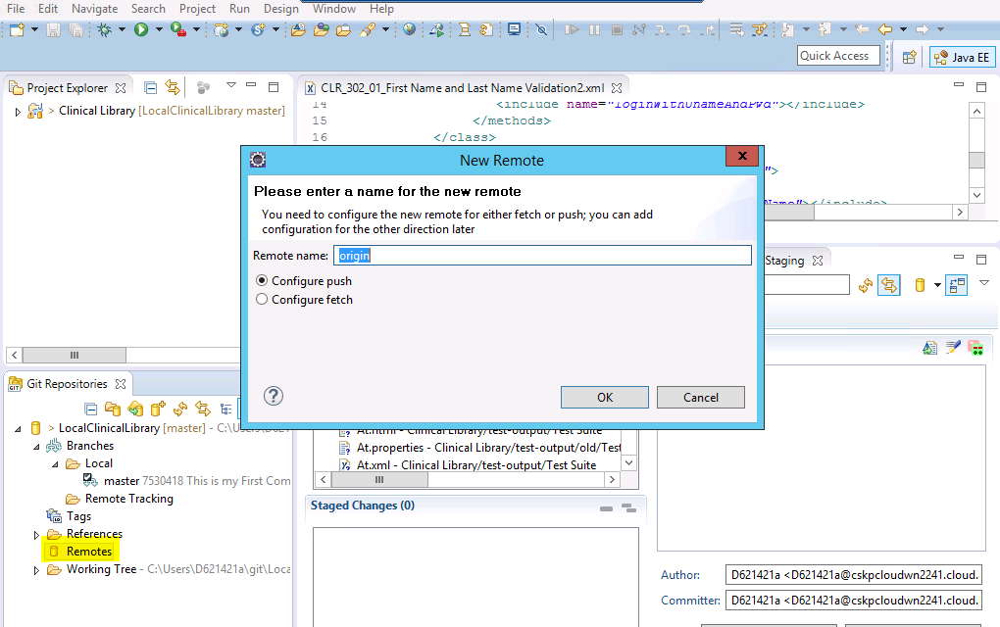 File Edit Navigate Search Project Run Design Window Help
Quick Access
Java EE
Project Explorer
> Clinical Library [LocalClinicalLibrary master]
CLR_302_01_First Name and Last Name Validation2.xml
14 <include name="loginWithUnameAndPwd"></include>
15 </methods>
16 </class>
">
Name"></include>
New Remote
Please enter a name for the new remote
You need to configure the new remote for either fetch or push; you can add
configuration for the other direction later
Remote name: origin
Configure push
Configure fetch
?
OK
Cancel
Staging
Git Repositories
> LocalClinicalLibrary [master] - C:\Users\D621
Branches
Local
master 7530418 This is my First Com
Remote Tracking
Tags
References
Remotes
Working Tree - C:\Users\D621421a\git\Loca
At.html - Clinical Library/test-output/Test Suite
At.properties - Clinical Library/test-output/old/Test
At.xml - Clinical Library/test-output/Test Suite
Staged Changes (0)
Author: D621421a <D621421a@cskpcloudwn2241.cloud.
Committer: D621421a <D621421a@cskpcloudwn2241.cloud.